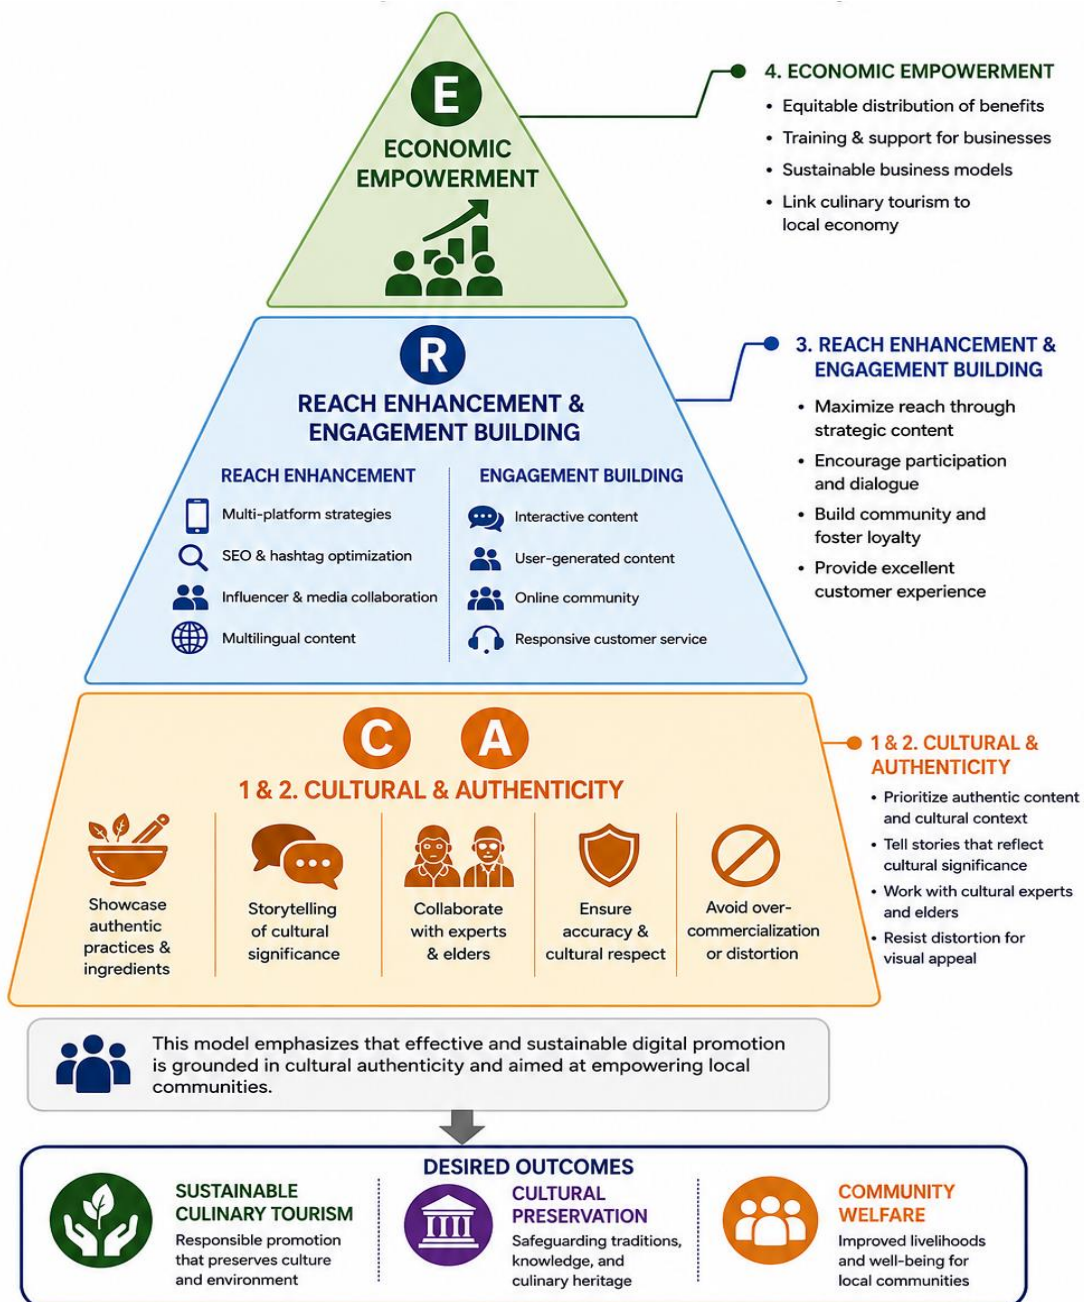 E
ECONOMIC
EMPOWERMENT
4. ECONOMIC EMPOWERMENT
• Equitable distribution of benefits
• Training & support for businesses
• Sustainable business models
• Link culinary tourism to
local economy
R
REACH ENHANCEMENT &
ENGAGEMENT BUILDING
REACH ENHANCEMENT
Multi-platform strategies
SEO & hashtag optimization
Influencer & media collaboration
Multilingual content
ENGAGEMENT BUILDING
Interactive content
User-generated content
Online community
Responsive customer service
3. REACH ENHANCEMENT &
ENGAGEMENT BUILDING
• Maximize reach through
strategic content
• Encourage participation
and dialogue
• Build community and
foster loyalty
• Provide excellent
customer experience
C A
1 & 2. CULTURAL & AUTHENTICITY
Showcase
authentic
practices &
ingredients
Storytelling
of cultural
significance
Collaborate
with experts
& elders
Ensure
accuracy &
cultural respect
Avoid over-
commercialization
or distortion
1 & 2. CULTURAL &
AUTHENTICITY
• Prioritize authentic content
and cultural context
• Tell stories that reflect
cultural significance
• Work with cultural experts
and elders
• Resist distortion for
visual appeal
This model emphasizes that effective and sustainable digital promotion
is grounded in cultural authenticity and aimed at empowering local
communities.
DESIRED OUTCOMES
SUSTAINABLE
CULINARY TOURISM
Responsible promotion
that preserves culture
and environment
CULTURAL
PRESERVATION
Safeguarding traditions,
knowledge, and
culinary heritage
COMMUNITY
WELFARE
Improved livelihoods
and well-being for
local communities